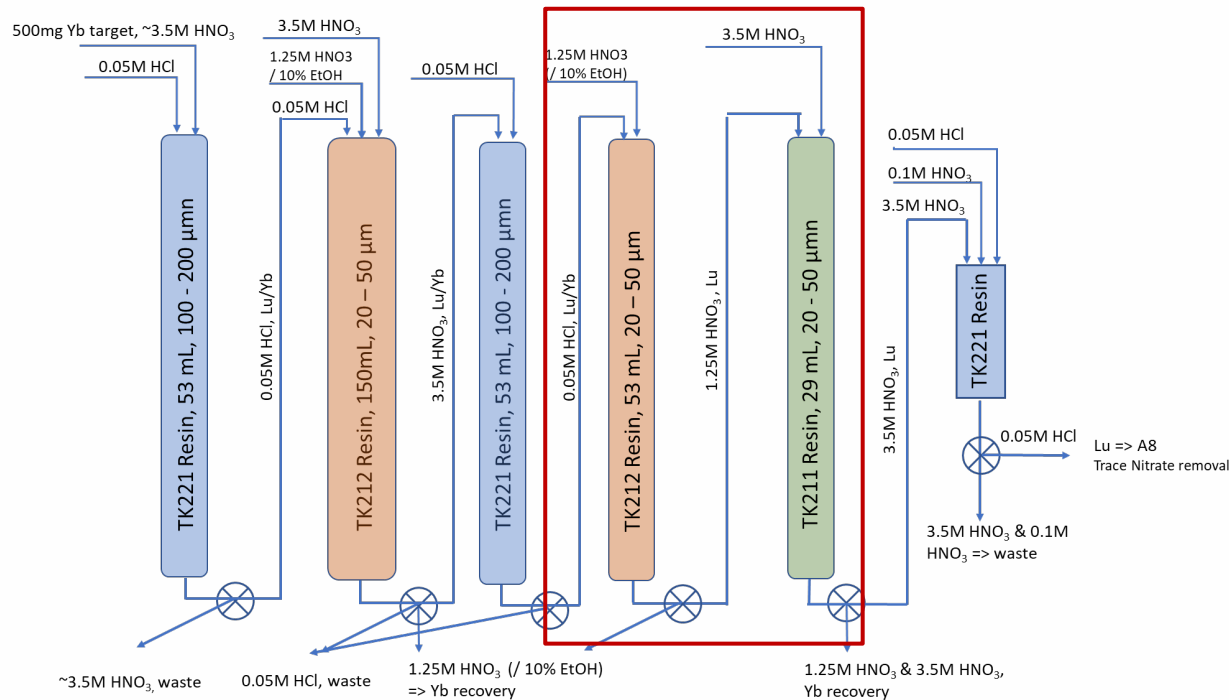 500mg Yb target, ~3.5M HNO₃
0.05M HCl
3.5M HNO₃
1.25M HNO3
/ 10% EtOH
0.05M HCl
0.05M HCl
1.25M HNO3
(/ 10% EtOH)
3.5M HNO₃
0.05M HCl
0.1M HNO₃
3.5M HNO₃
TK221 Resin, 53 mL, 100 - 200 µmn
0.05M HCl, Lu/Yb
TK212 Resin, 150mL, 20 – 50 µm
3.5M HNO₃, Lu/Yb
TK221 Resin, 53 mL, 100 - 200 µmn
0.05M HCl, Lu/Yb
TK212 Resin, 53 mL, 20 – 50 µm
1.25M HNO₃, Lu
TK211 Resin, 29 mL, 20 - 50 µmn
3.5M HNO₃, Lu
TK221 Resin
0.05M HCl
Lu => A8
Trace Nitrate removal
3.5M HNO₃ & 0.1M
HNO₃ => waste
~3.5M HNO₃, waste
0.05M HCl, waste
1.25M HNO₃ (/ 10% EtOH)
=> Yb recovery
1.25M HNO₃ & 3.5M HNO₃,
Yb recovery